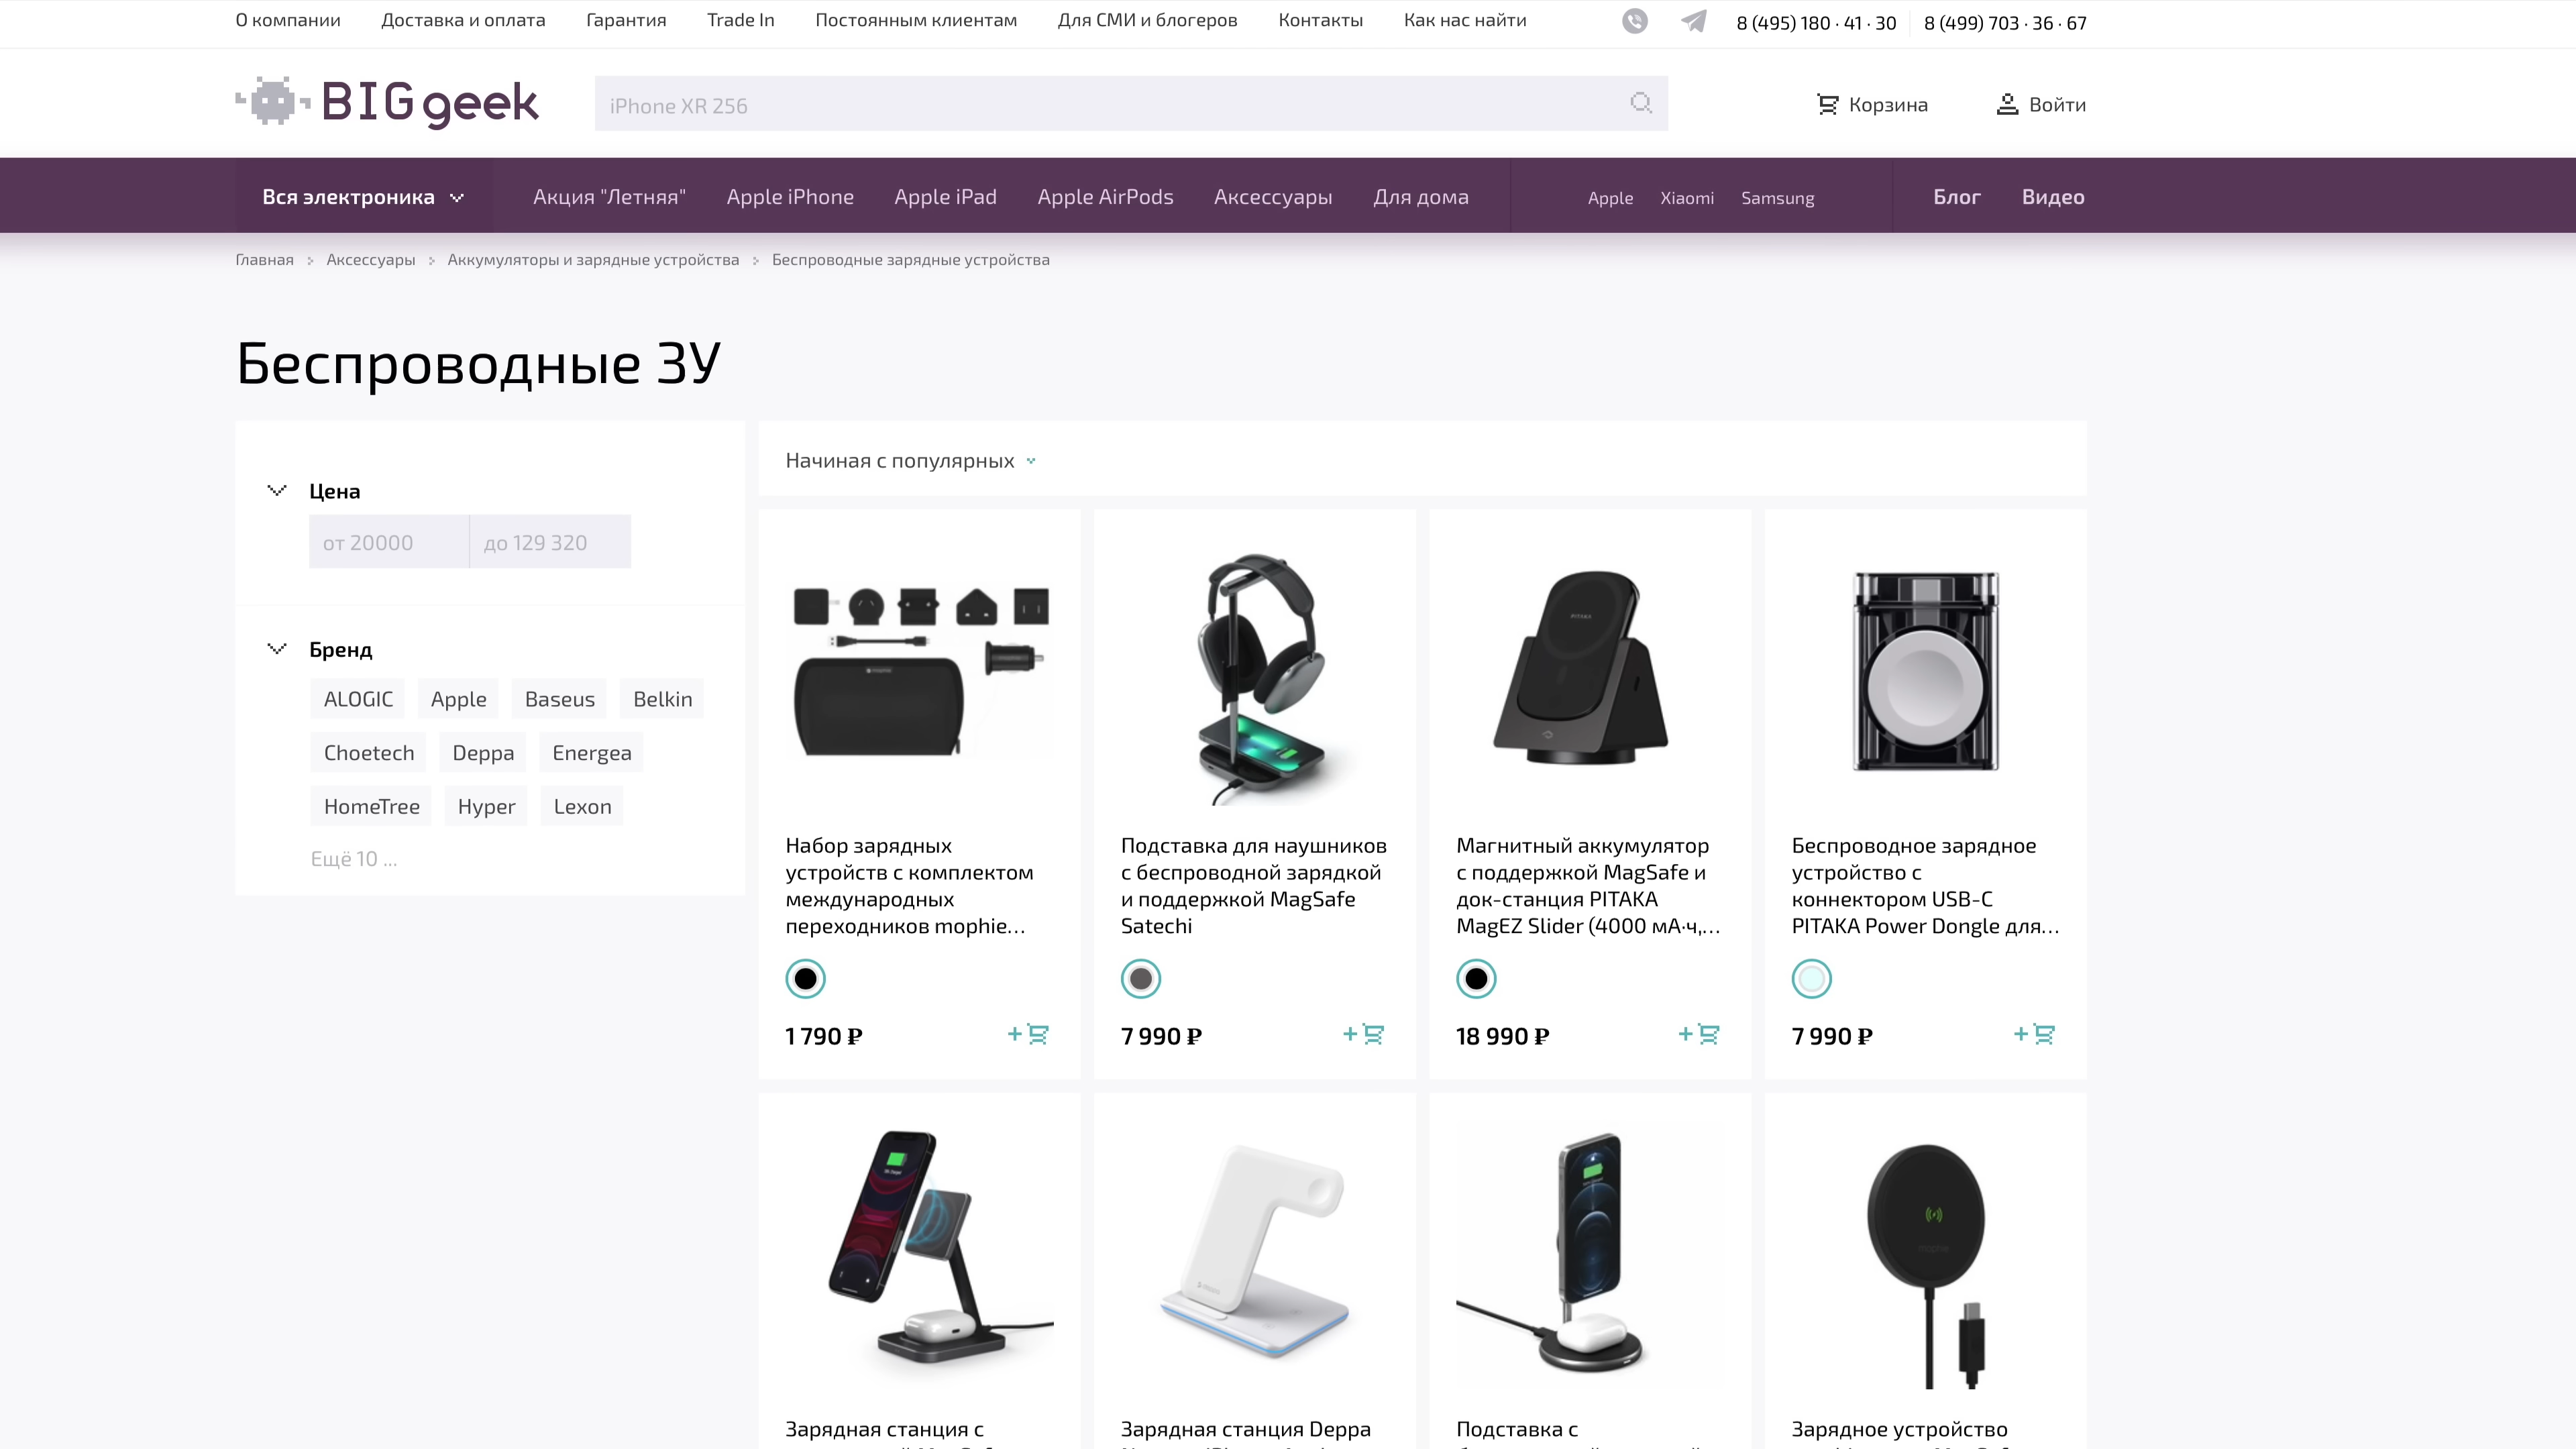 О компании Доставка и оплата Гарантия Trade In Постоянным клиентам Для СМИ и блогеров Контакты Как нас найти 8 (495) 180 · 41 · 30 8 (499) 703 · 36 · 67
BIG geek iPhone XR 256 Корзина Войти
Вся электроника Акция "Летняя" Apple iPhone Apple iPad Apple AirPods Аксессуары Для дома Apple Xiaomi Samsung Блог Видео
Главная Аксессуары Аккумуляторы и зарядные устройства Беспроводные зарядные устройства
Беспроводные ЗУ
Начиная с популярных
Цена
от 20000 до 129 320
Бренд
ALOGIC Apple Baseus Belkin
Choetech Deppa Energea
HomeTree Hyper Lexon
Ещё 10 ...
PITAKA
Набор зарядных
устройств с комплектом
международных
переходников mophie...
1 790 ₽
Подставка для наушников
с беспроводной зарядкой
и поддержкой MagSafe
Satechi
7 990 ₽
Магнитный аккумулятор
с поддержкой MagSafe и
док-станция PITAKA
MagEZ Slider (4000 мА·ч,...
18 990 ₽
Беспроводное зарядное
устройство с
коннектором USB-C
PITAKA Power Dongle для...
7 990 ₽
Зарядная станция с
Зарядная станция Deppa
Подставка с
Зарядное устройство